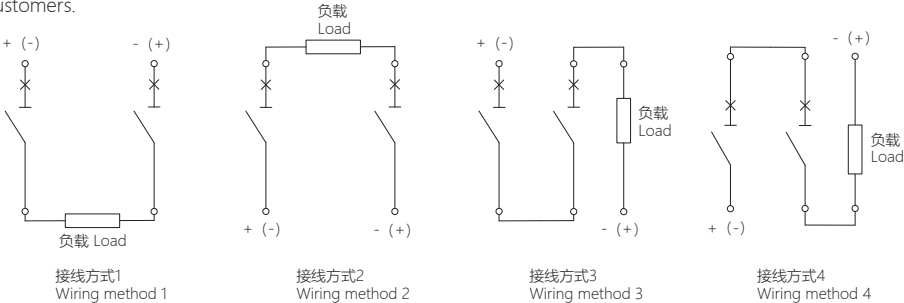 ustomers.
+ (-)
- (+)
负载 Load
接线方式1
Wiring method 1
负载
Load
+ (-)
- (+)
接线方式2
Wiring method 2
+ (-)
负载
Load
- (+)
接线方式3
Wiring method 3
- (+)
负载
Load
+ (-)
接线方式4
Wiring method 4